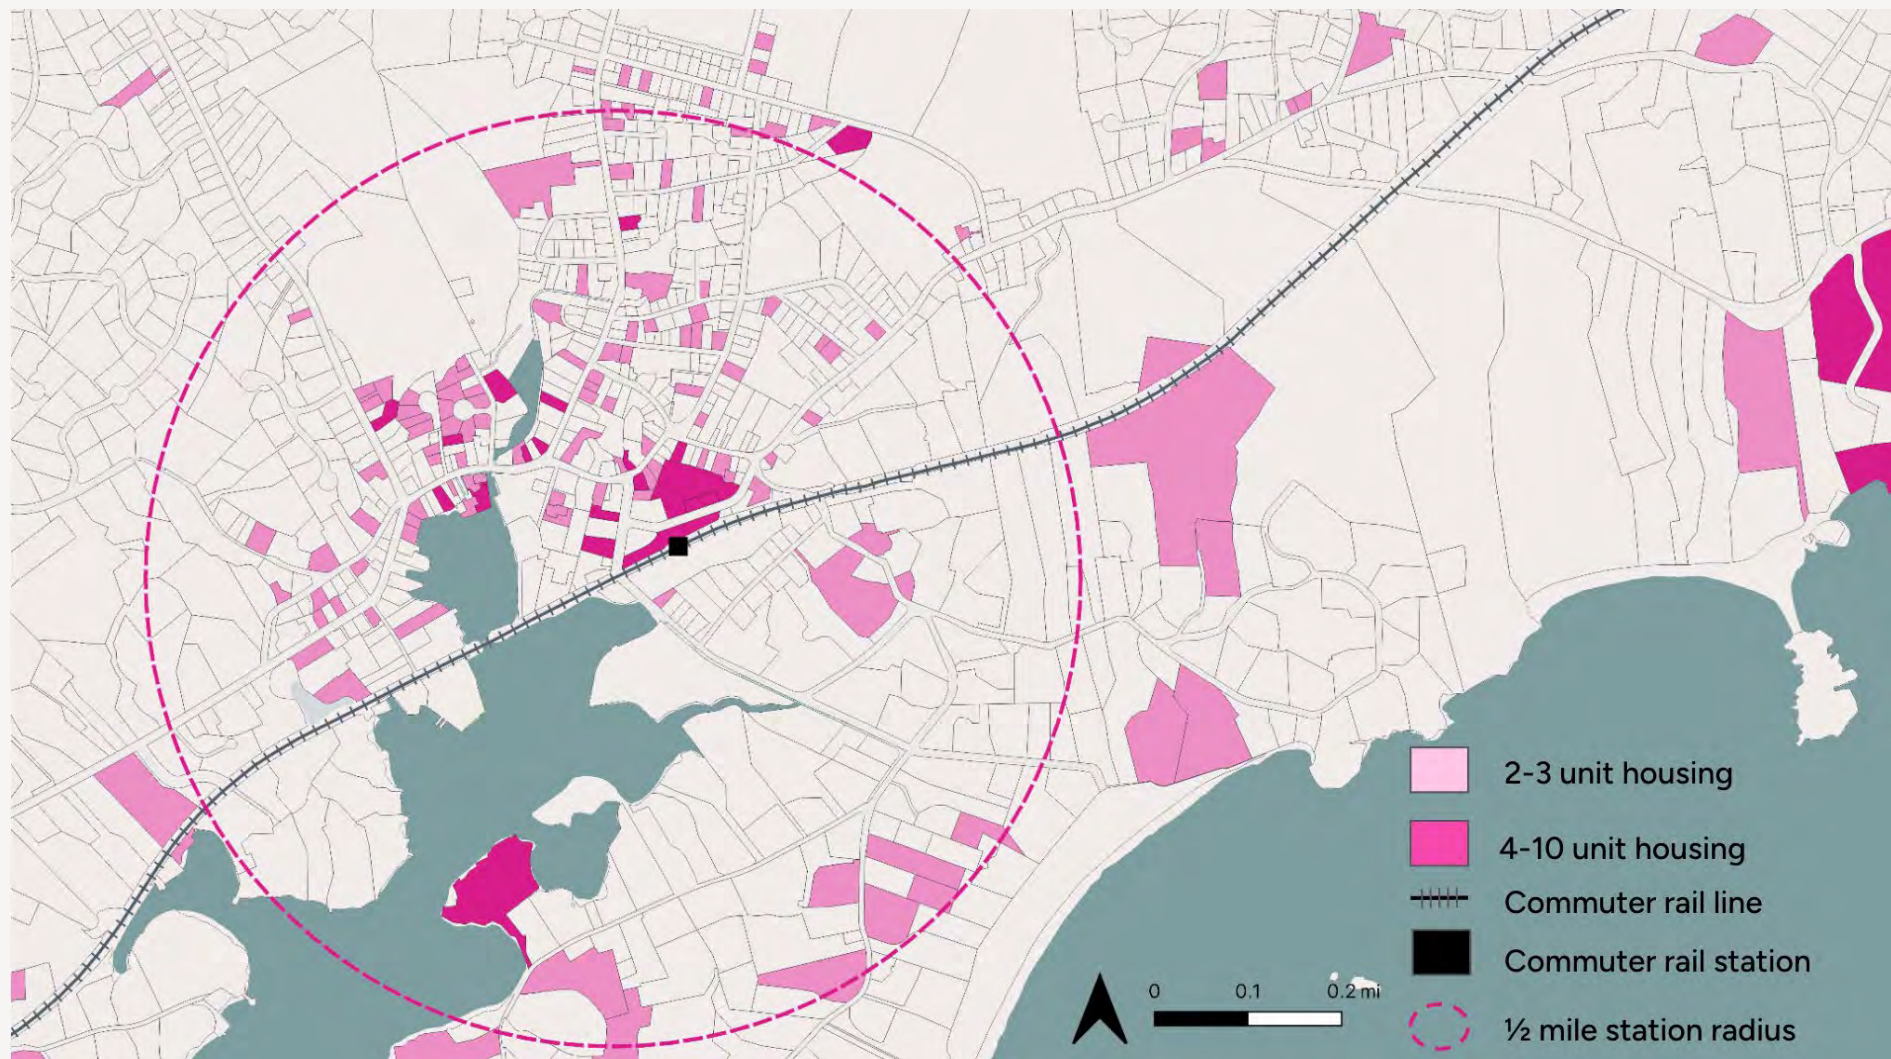 2-3 unit housing
4-10 unit housing
Commuter rail line
Commuter rail station
½ mile station radius
0 0.1 0.2 mi